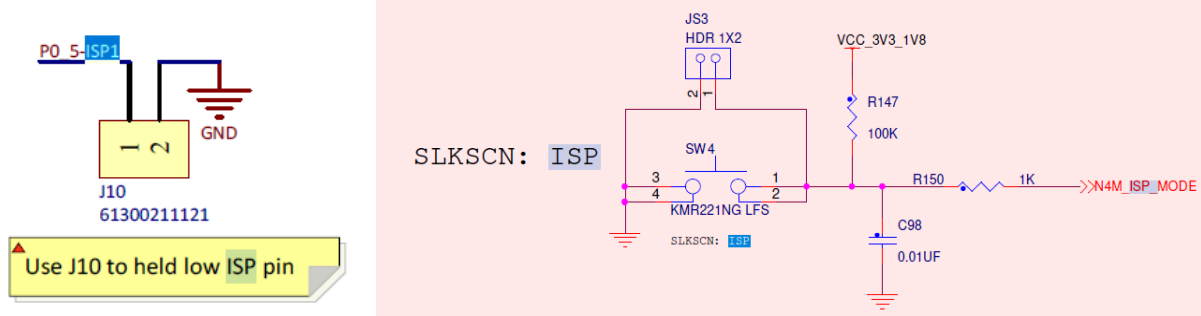 P0_5-ISP1
GND
1 2
J10
61300211121
Use J10 to held low ISP pin
JS3
HDR 1X2
2 1
VCC_3V3_1V8
R147
100K
SLKSCN: ISP
SW4
3 1
4 2
KMR221NG LFS
SLKSCN: ISP
R150 1K
N4M_ISP_MODE
C98
0.01UF